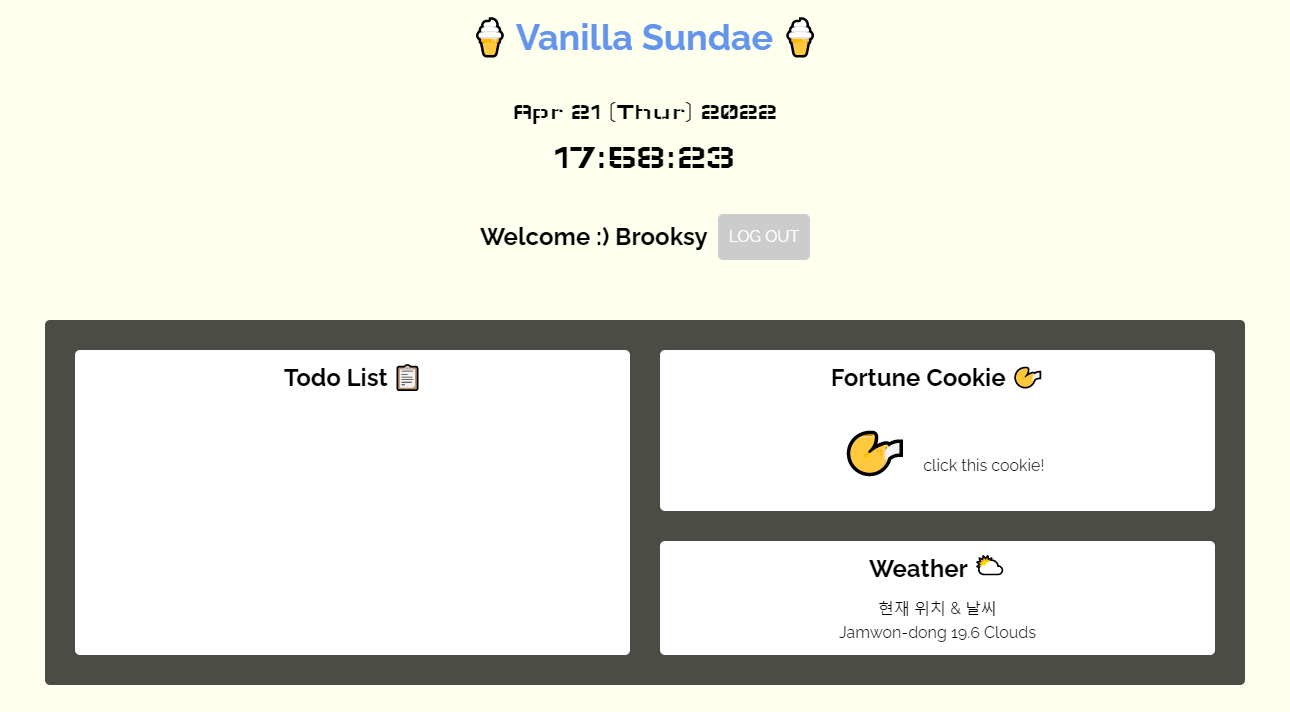 Vanilla Sundae
Apr 21 (Thur) 2022
17:58:23
Welcome :) Brooksy LOG OUT
Todo List
Fortune Cookie
click this cookie!
Weather
현재 위치 & 날씨
Jamwon-dong 19.6 Clouds